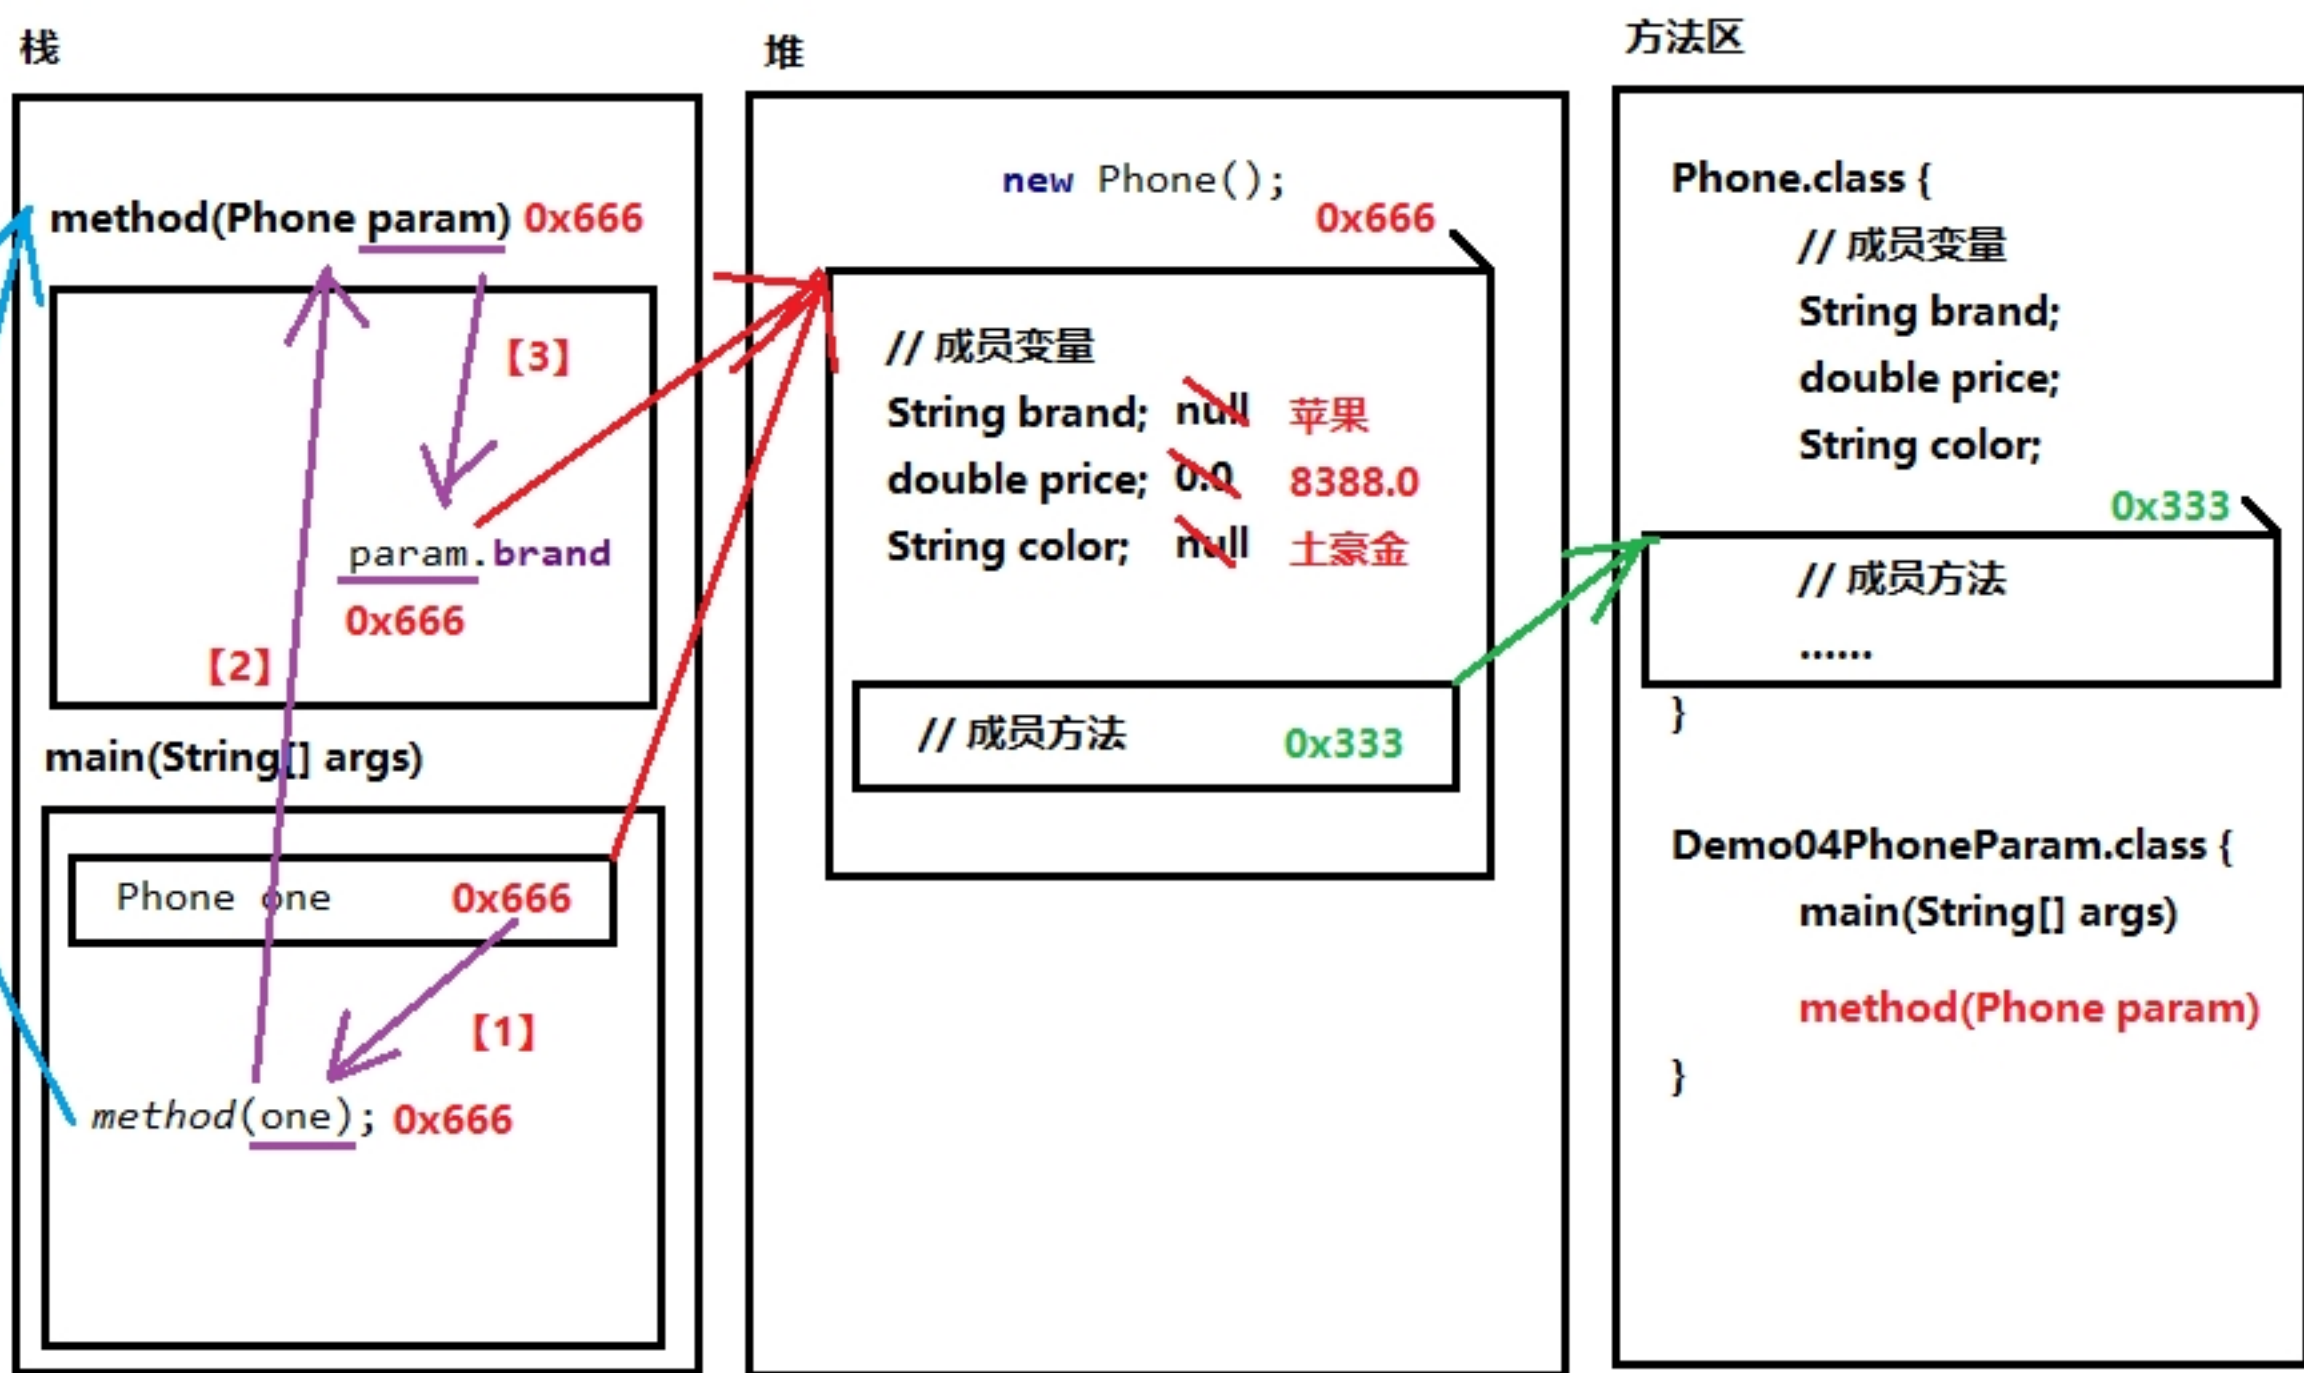 栈
method(Phone param) 0x666
【3】
param.brand
0x666
【2】
main(String[] args)
Phone one 0x666
【1】
method(one); 0x666
堆
new Phone();
0x666
// 成员变量
String brand; null 苹果
double price; 0.0 8388.0
String color; null 土豪金
// 成员方法 0x333
方法区
Phone.class {
// 成员变量
String brand;
double price;
String color;
0x333
// 成员方法
......
}
Demo04PhoneParam.class {
main(String[] args)
method(Phone param)
}